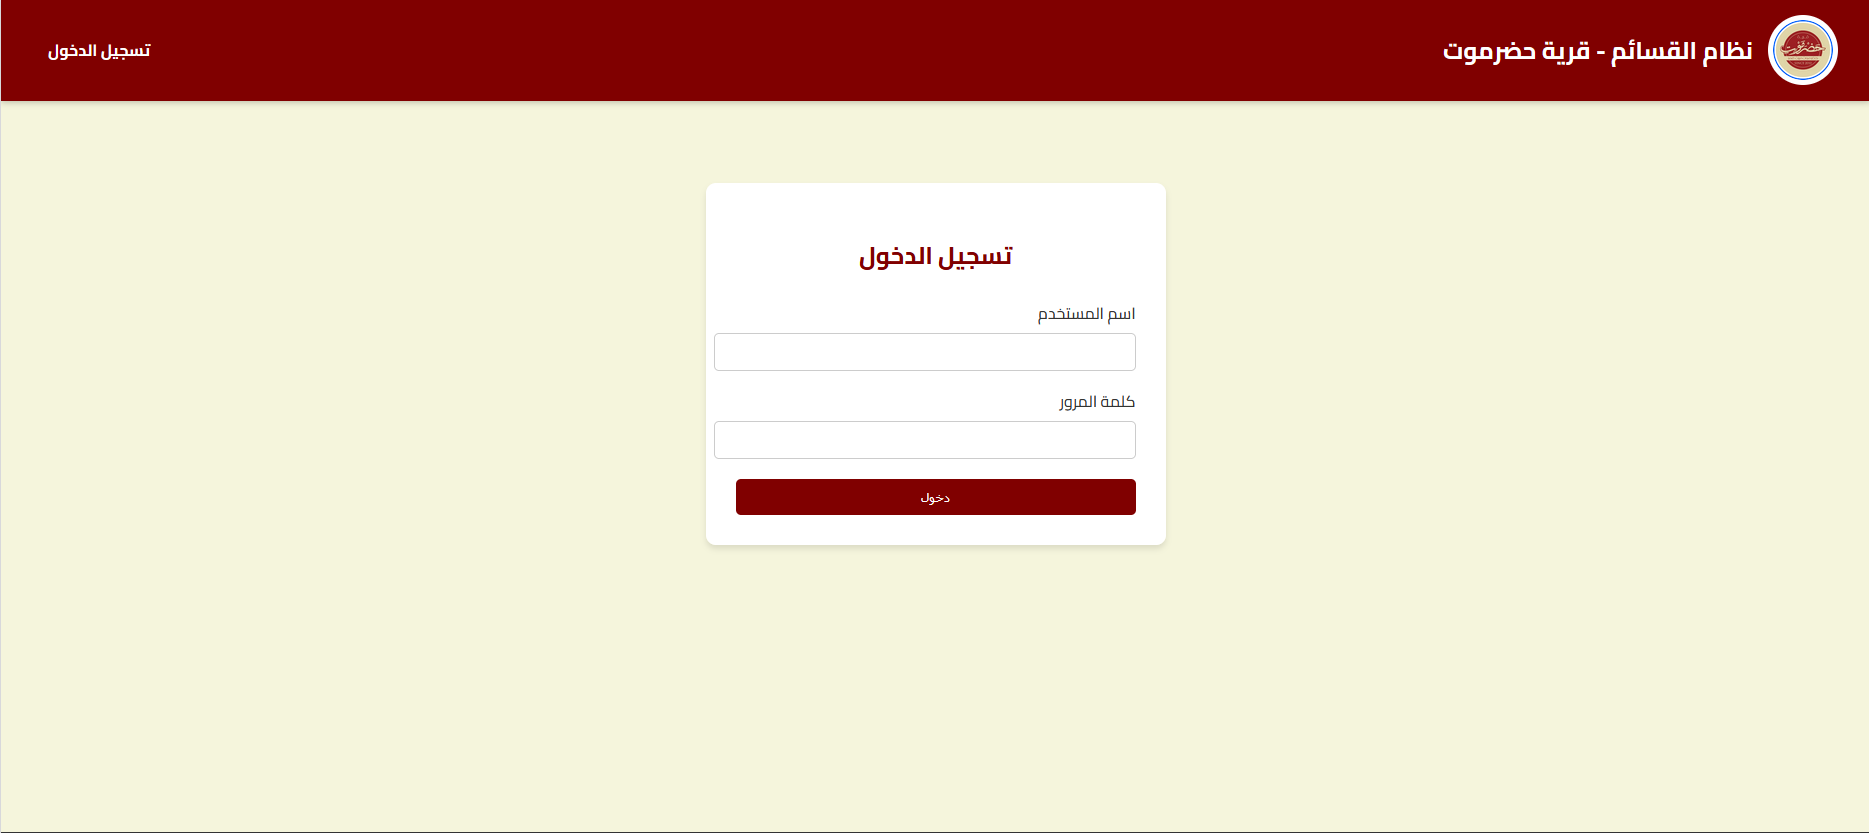 نظام القسائم - قرية حضرموت
تسجيل الدخول
تسجيل الدخول
اسم المستخدم
كلمة المرور
دخول